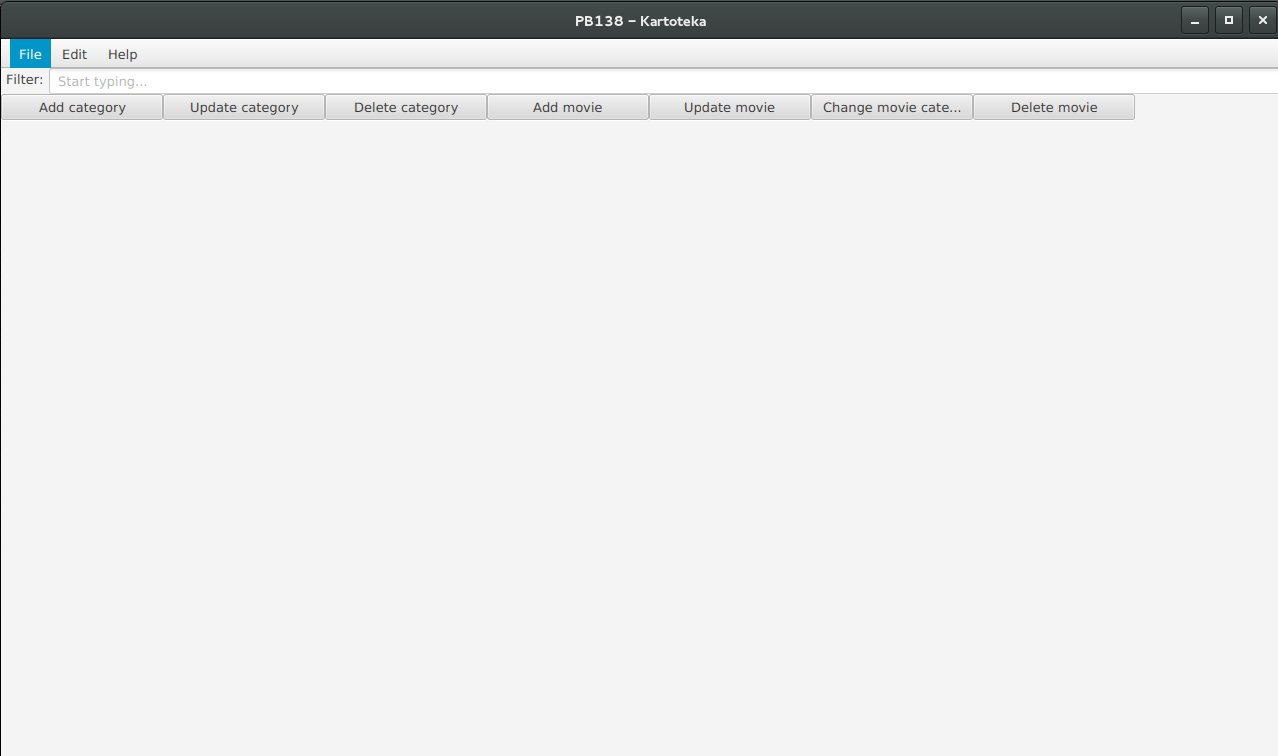 PB138 – Kartoteka
File Edit Help
Filter: Start typing...
Add category Update category Delete category Add movie Update movie Change movie cate... Delete movie